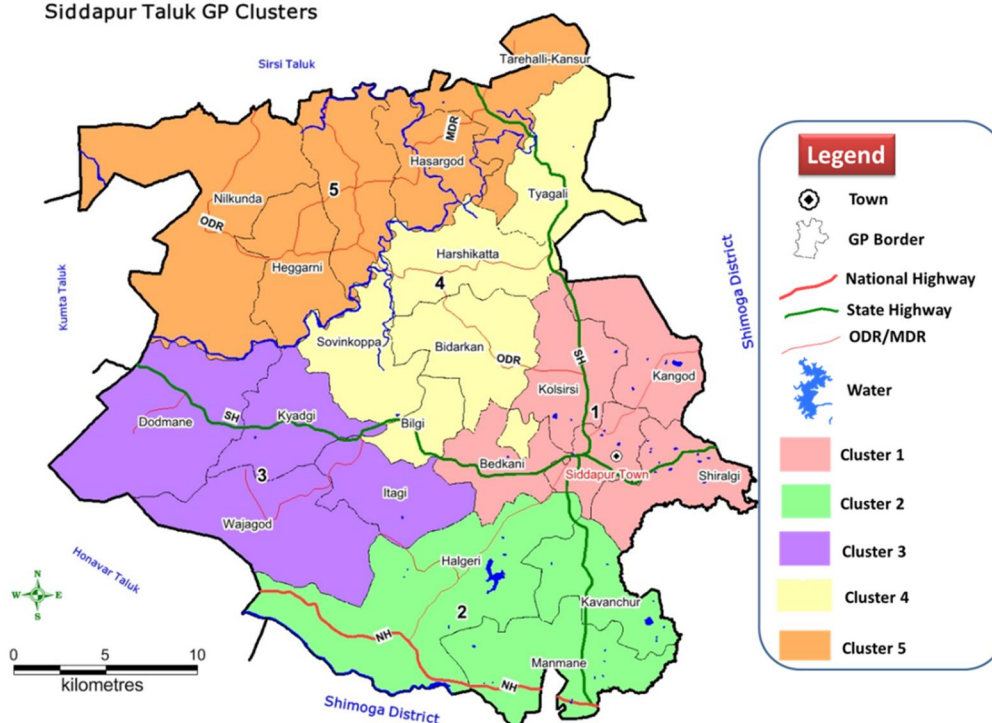 Siddapur Taluk GP Clusters
Tarehalli-Kansur
Sirsi Taluk
MDR
Hasargod
5
Nilkunda
Tyagali
ODR
Harshikatta
Heggarni
4
Kumta Taluk
Shimoga District
Sovinkoppa
Bidarkan
ODR
SH
Kolsirsi
Kangod
1
Dodmane
SH
Kyadgi
Bilgi
Bedkani
Siddapur Town
Shiralgi
3
Itagi
Wajagod
Honavar Taluk
Halgeri
Kavanchur
2
NH
Manmane
NH
Shimoga District
N
W E
S
0 5 10
kilometres
Legend
Town
GP Border
National Highway
State Highway
ODR/MDR
Water
Cluster 1
Cluster 2
Cluster 3
Cluster 4
Cluster 5